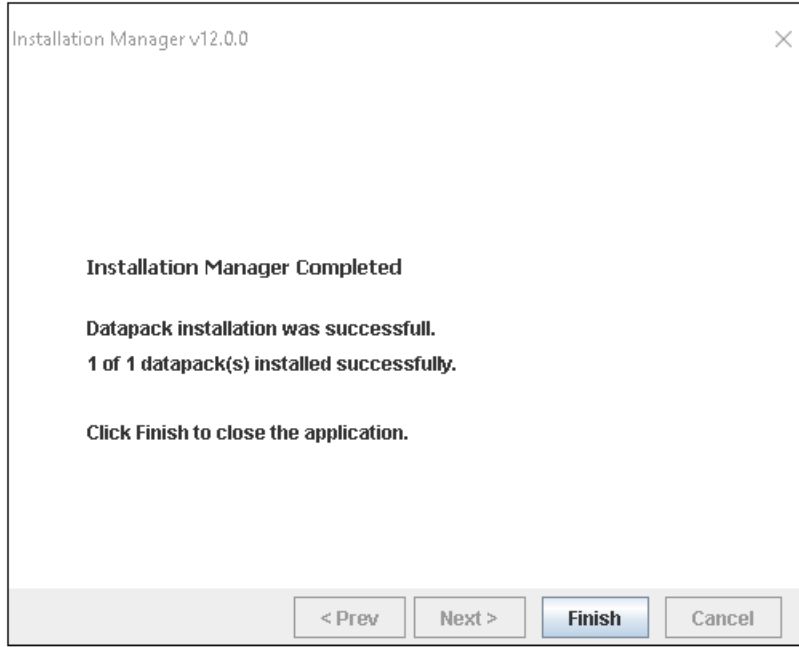 Installation Manager v12.0.0
Installation Manager Completed
Datapack installation was successfull.
1 of 1 datapack(s) installed successfully.
Click Finish to close the application.
< Prev
Next >
Finish
Cancel